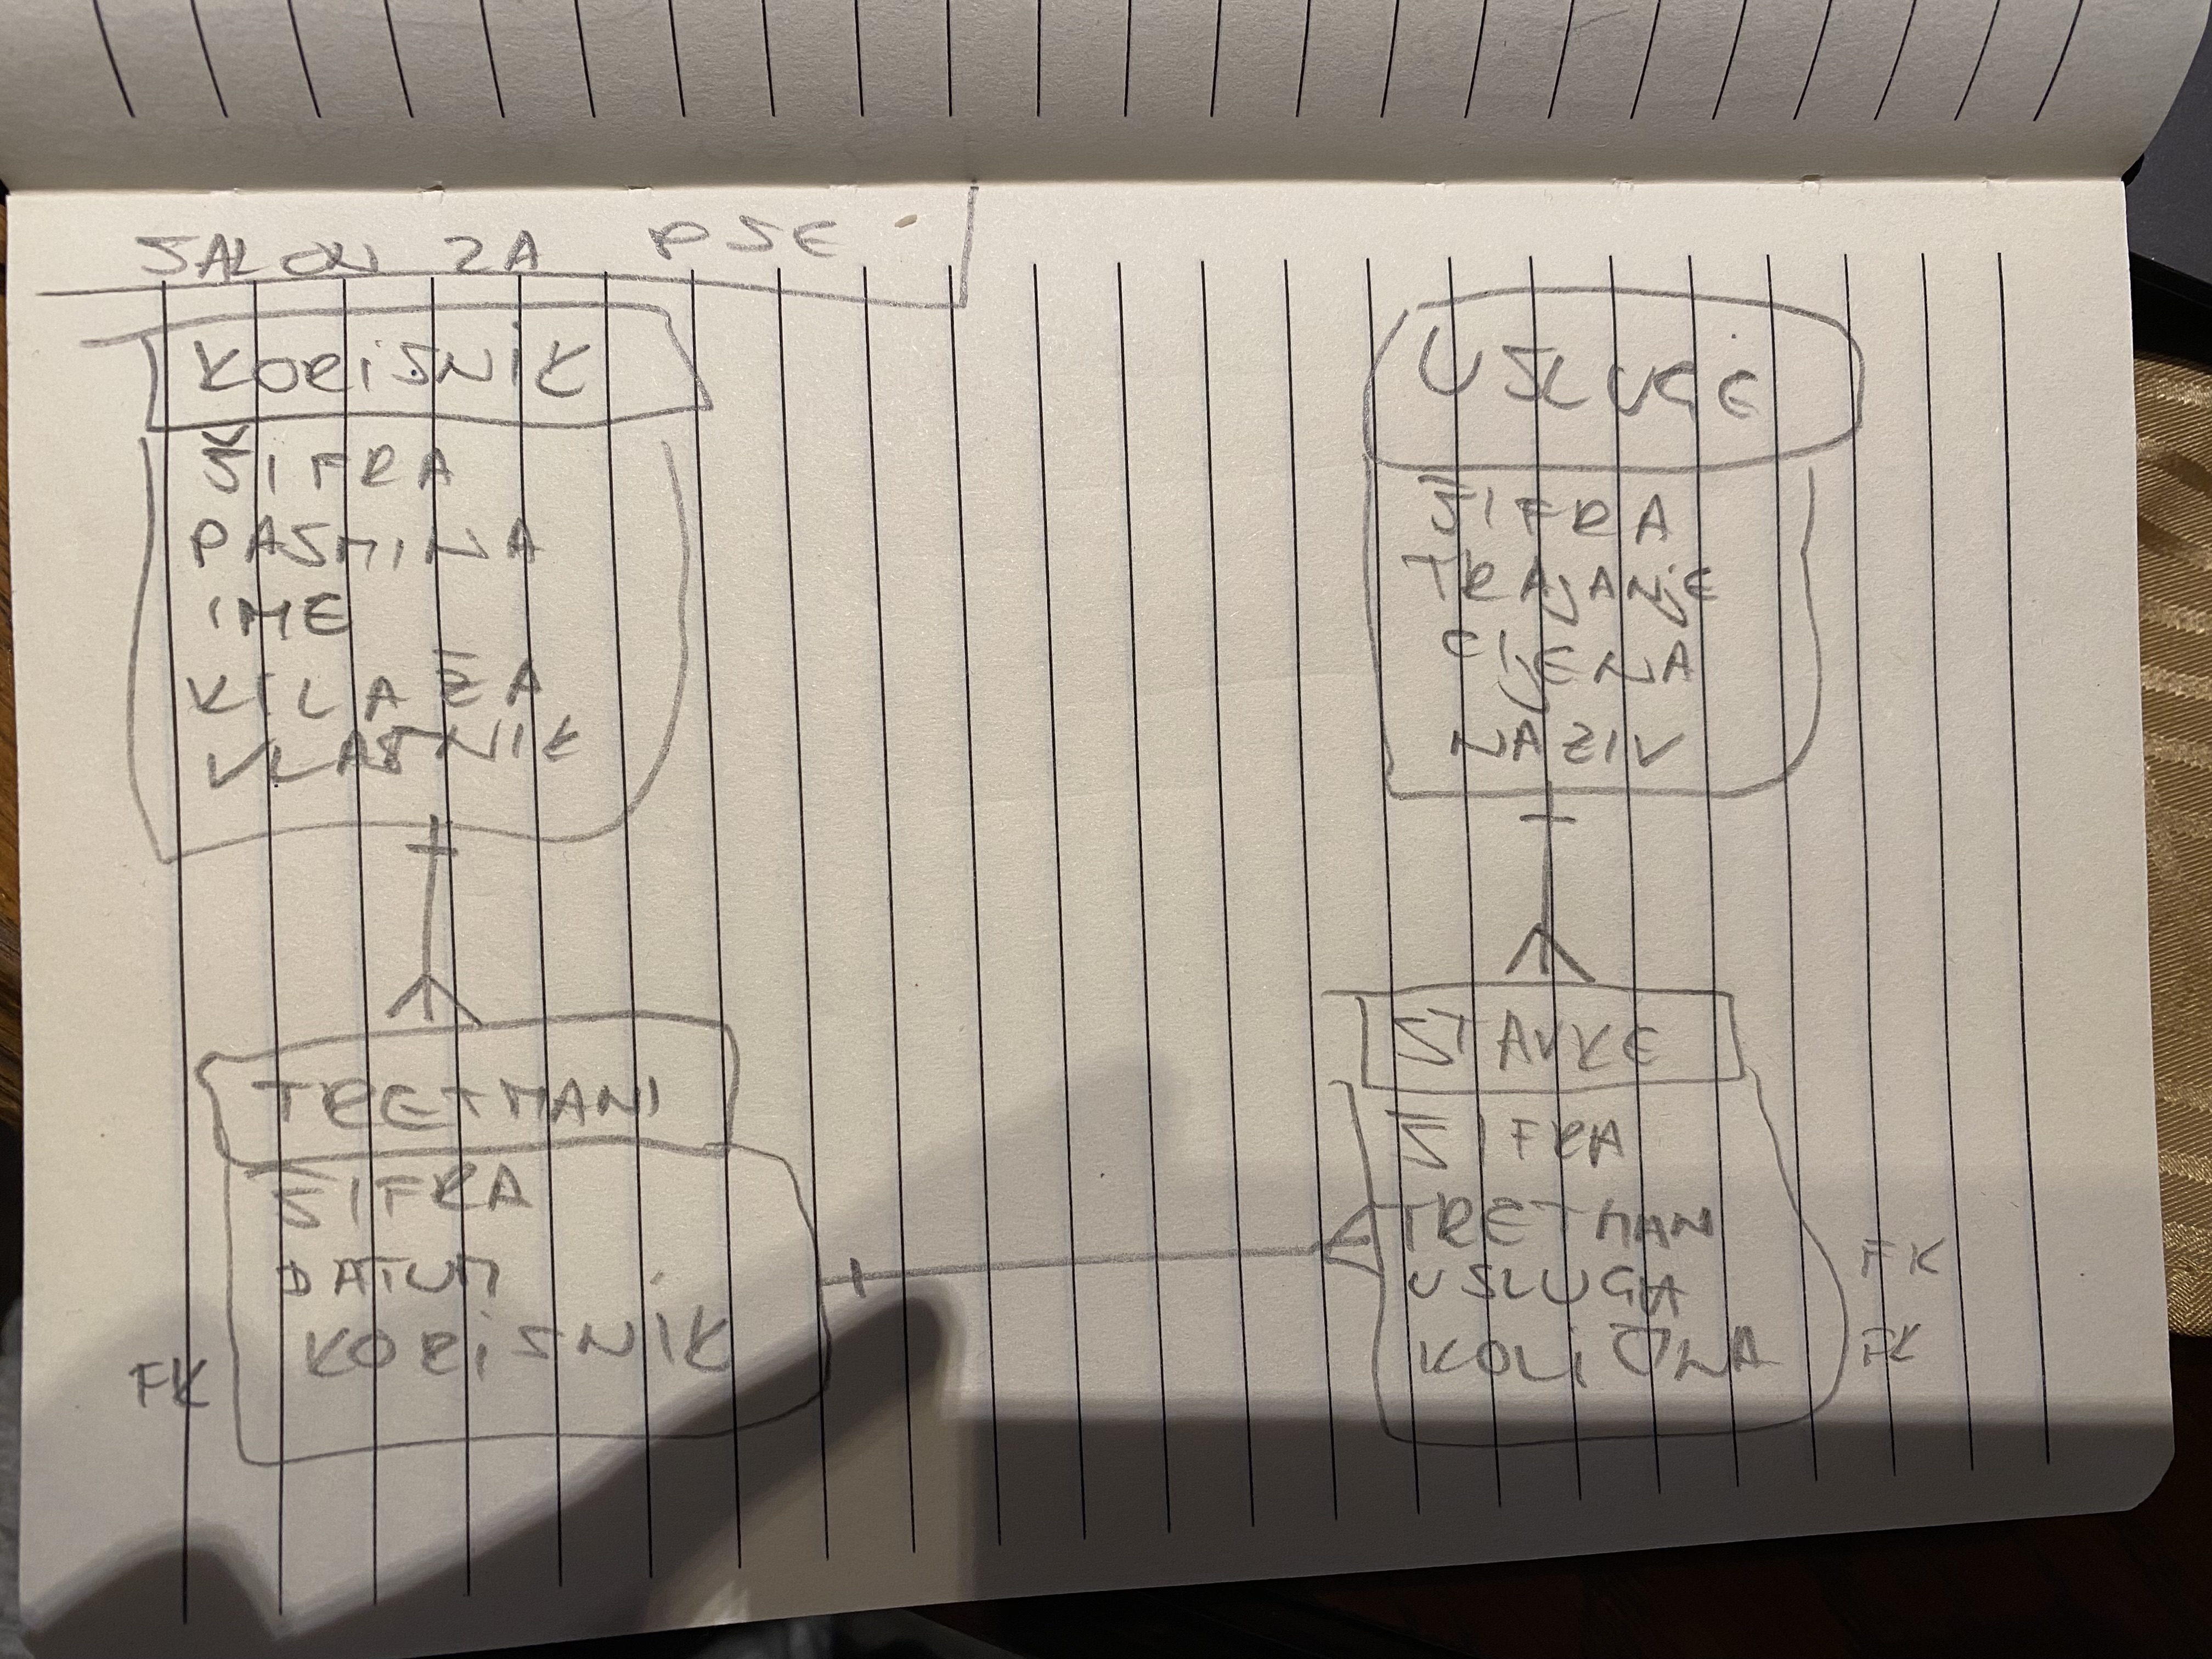 SALON ZA PSE
KORiSNiK
ŠIFRA
PASMINA
IME
KILAŽA
VLASNIK
TRETMANI
ŠIFRA
DATUM
KORiSNiK
FK
USLUGE
ŠIFRA
TRAJANjE
CIJENA
NAZIV
STAVKE
ŠIFRA
TRETMAN
USLUGA
KOLiČINA
FK
FK